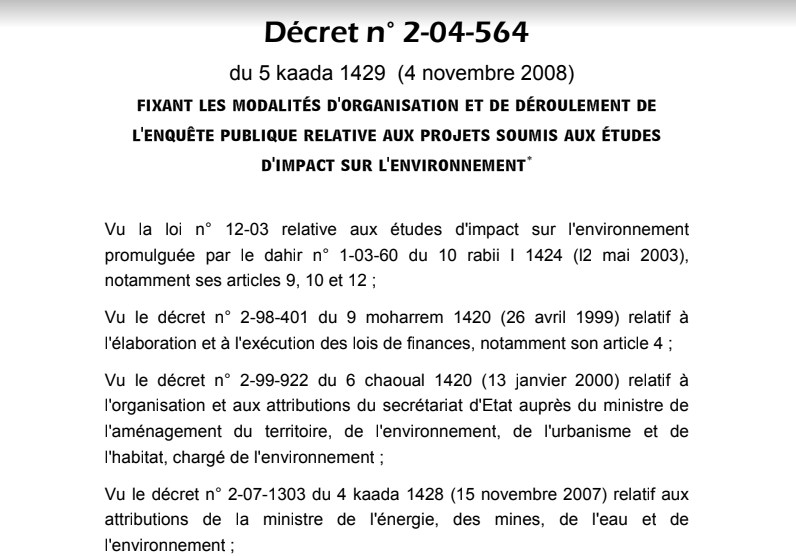 Décret n° 2-04-564
du 5 kaada 1429 (4 novembre 2008)
FIXANT LES MODALITÉS D'ORGANISATION ET DE DÉROULEMENT DE
L'ENQUÊTE PUBLIQUE RELATIVE AUX PROJETS SOUMIS AUX ÉTUDES
D'IMPACT SUR L'ENVIRONNEMENT*
Vu la loi n° 12-03 relative aux études d'impact sur l'environnement
promulguée par le dahir n° 1-03-60 du 10 rabii I 1424 (l2 mai 2003),
notamment ses articles 9, 10 et 12 ;
Vu le décret n° 2-98-401 du 9 moharrem 1420 (26 avril 1999) relatif à
l'élaboration et à l'exécution des lois de finances, notamment son article 4 ;
Vu le décret n° 2-99-922 du 6 chaoual 1420 (13 janvier 2000) relatif à
l'organisation et aux attributions du secrétariat d'Etat auprès du ministre de
l'aménagement du territoire, de l'environnement, de l'urbanisme et de
l'habitat, chargé de l'environnement ;
Vu le décret n° 2-07-1303 du 4 kaada 1428 (15 novembre 2007) relatif aux
attributions de la ministre de l'énergie, des mines, de l'eau et de
l'environnement ;